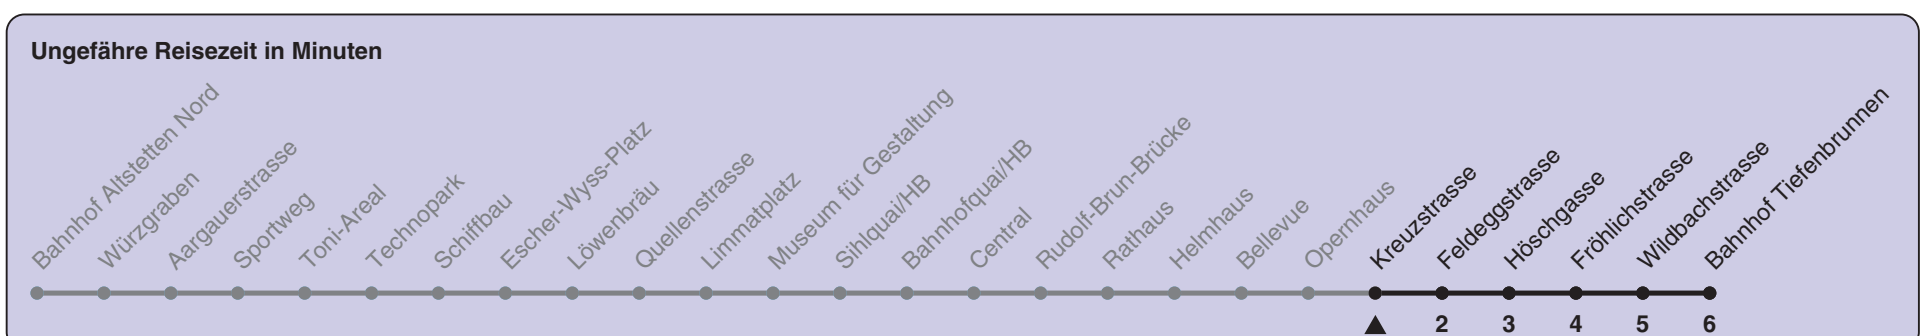 Ungefähre Reisezeit in Minuten
Bahnhof Altstetten Nord
Würzgraben
Aargauerstrasse
Sportweg
Toni-Areal
Technopark
Schiffbau
Escher-Wyss-Platz
Löwenbräu
Quellenstrasse
Limmatplatz
Museum für Gestaltung
Sihlquai/HB
Bahnhofquai/HB
Central
Rudolf-Brun-Brücke
Rathaus
Helmhaus
Bellevue
Opernhaus
Kreuzstrasse
Feldeggstrasse
Höschgasse
Fröhlichstrasse
Wildbachstrasse
Bahnhof Tiefenbrunnen
2 3 4 5 6